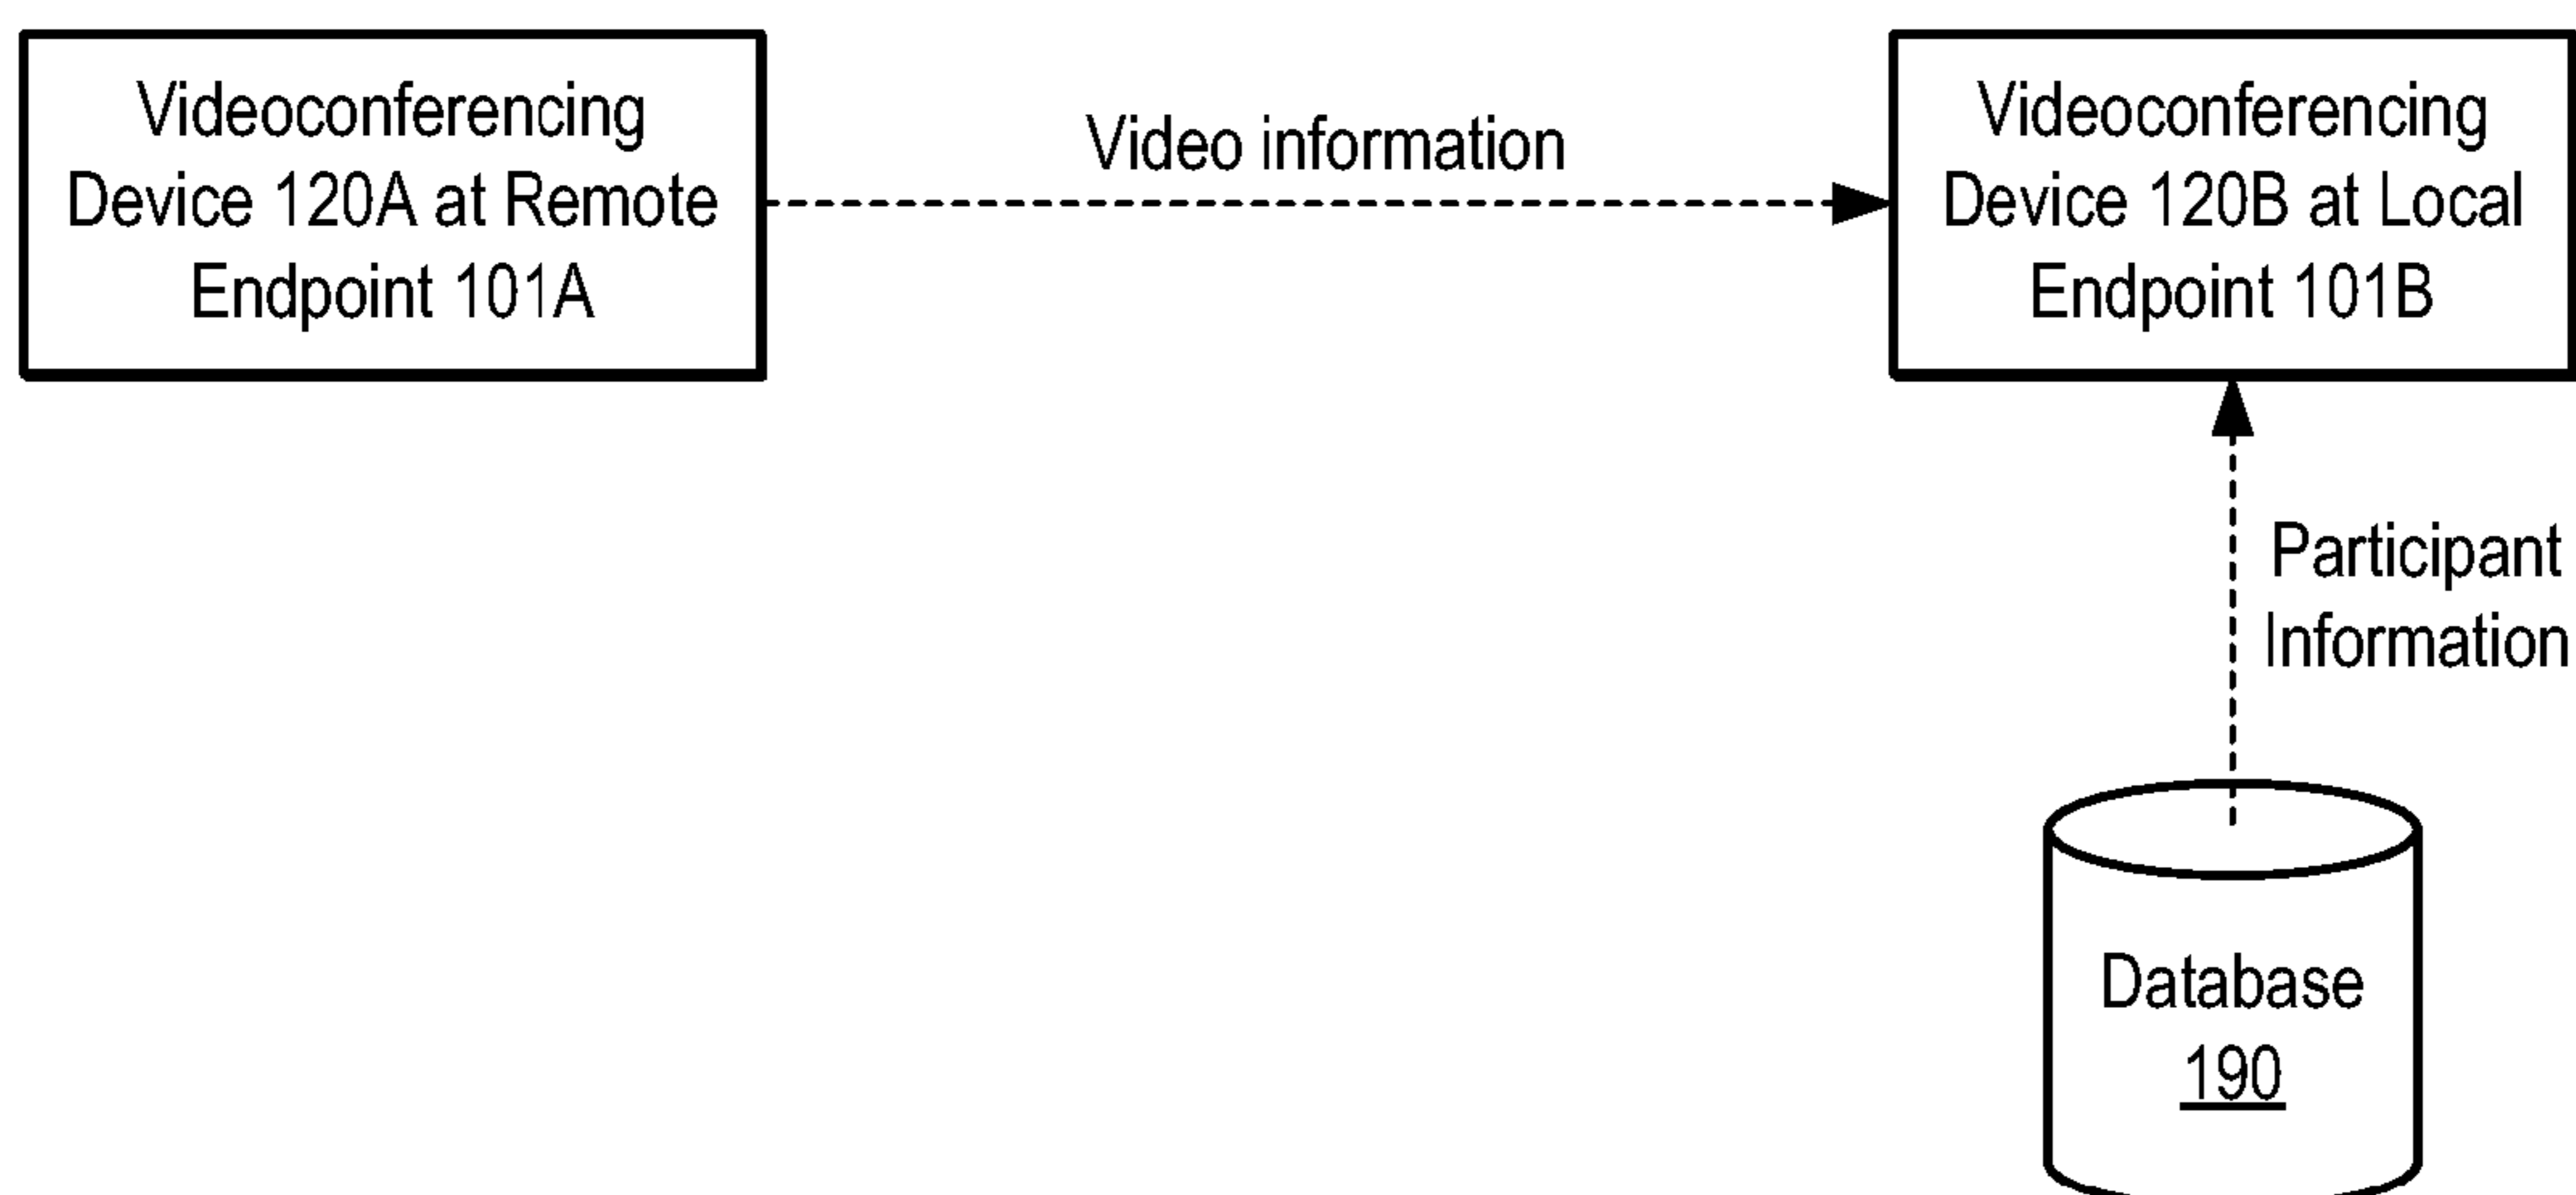 Videoconferencing
Device 120A at Remote
Endpoint 101A
Video information
Videoconferencing
Device 120B at Local
Endpoint 101B
Participant
Information
Database
190